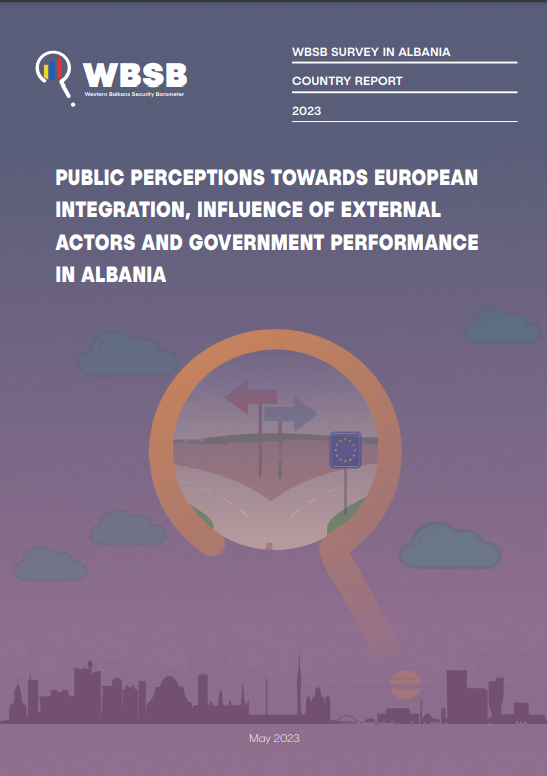 WBSB
Western Balkans Security Barometer
WBSB SURVEY IN ALBANIA
COUNTRY REPORT
2023
PUBLIC PERCEPTIONS TOWARDS EUROPEAN
INTEGRATION, INFLUENCE OF EXTERNAL
ACTORS AND GOVERNMENT PERFORMANCE
IN ALBANIA
May 2023